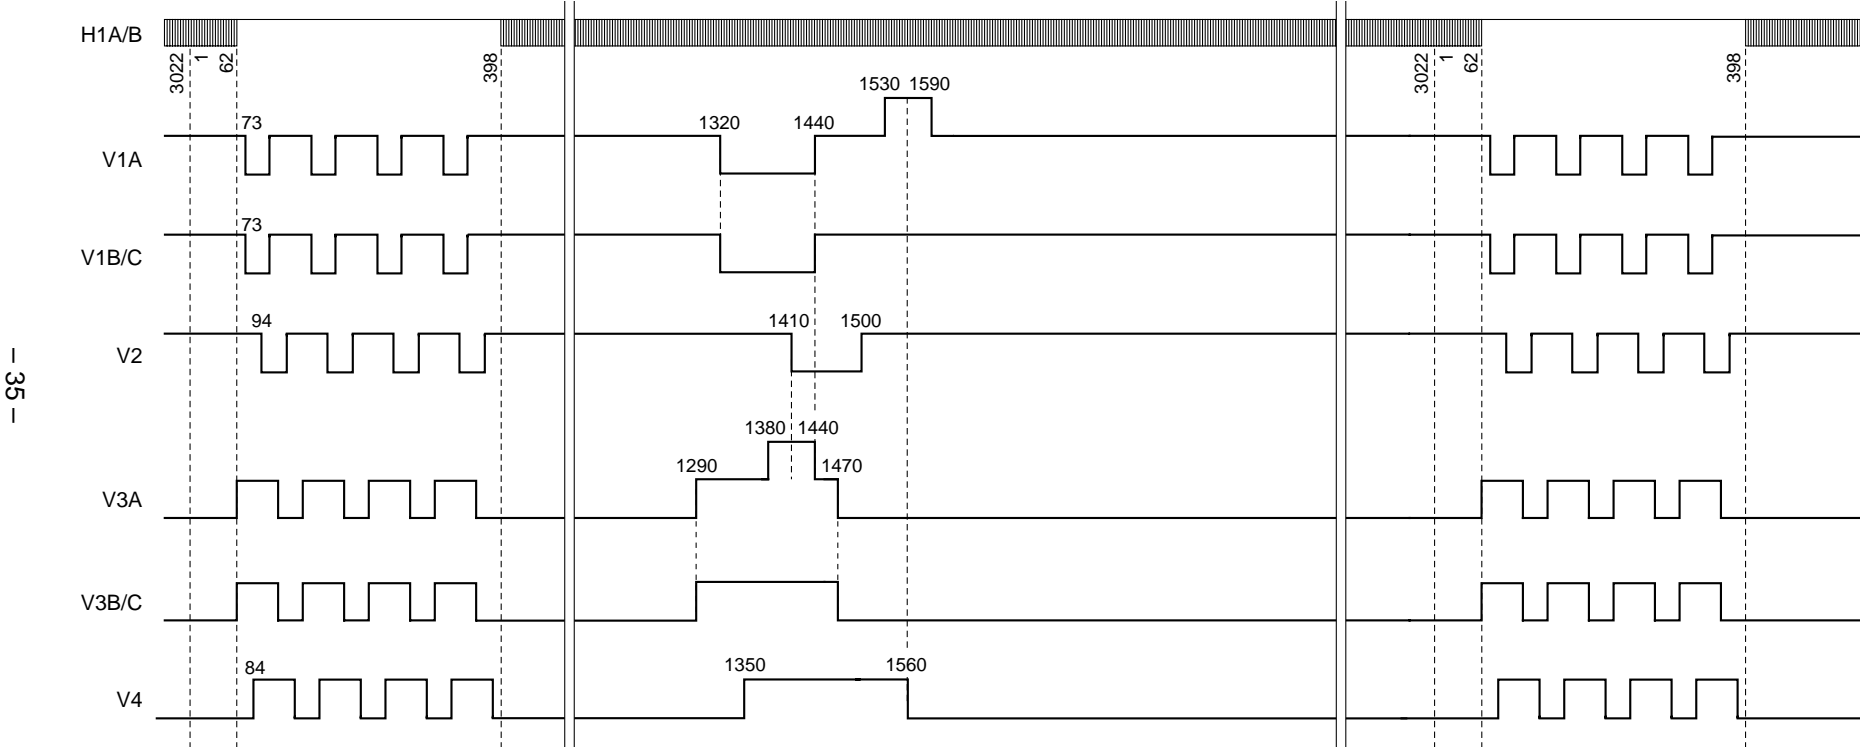 H1A/B
3022
1
62
398
3022
1
62
398
1530 1590
73 1320 1440
V1A
73
V1B/C
94 1410 1500
V2
1380 1440
1290 1470
V3A
V3B/C
84 1350 1560
V4
– 35 –